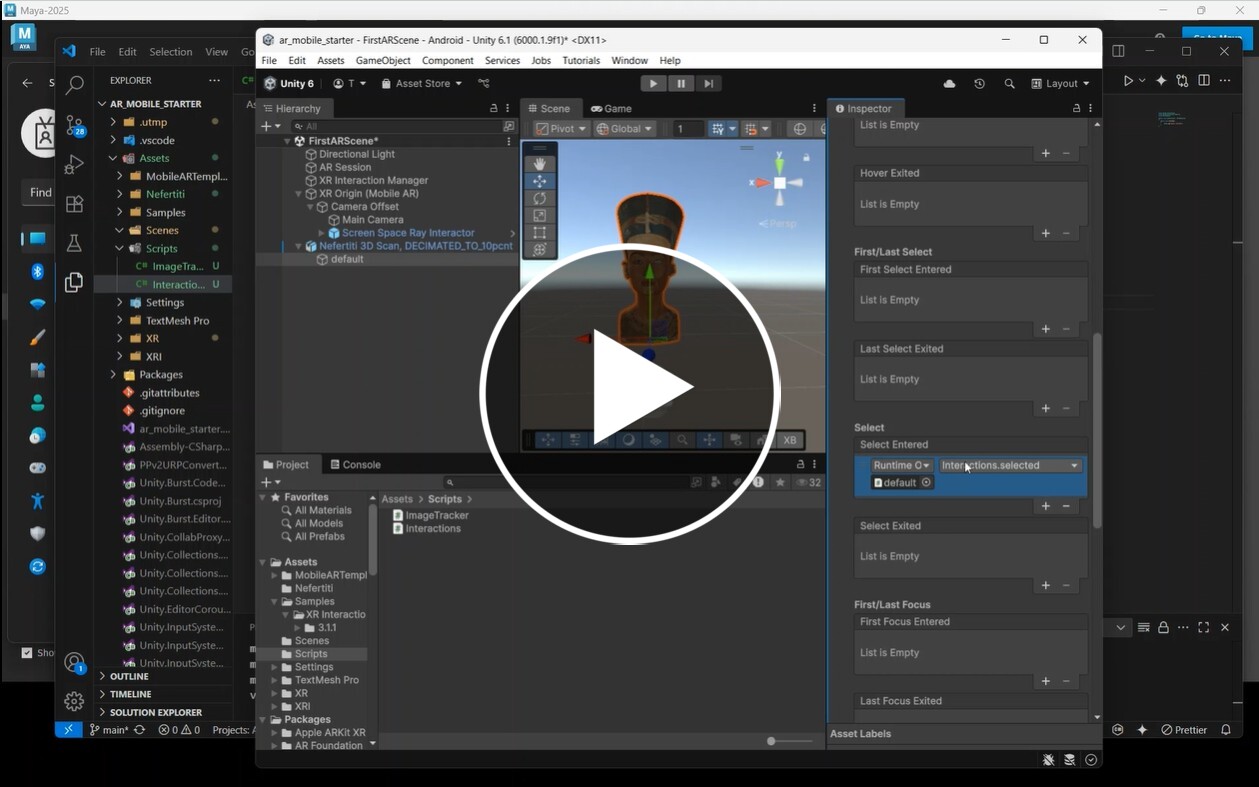 Maya-2025
M
AYA
ar_mobile_starter - FirstARScene - Android - Unity 6.1 (6000.1.9f1)* <DX11>
File Edit Selection View Go
File Edit Assets GameObject Component Services Jobs Tutorials Window Help
Unity 6 T Asset Store Layout
EXPLORER
AR_MOBILE_STARTER
.utmp
.vscode
Assets
MobileARTempl...
Nefertiti
Samples
Scenes
Scripts
C# ImageTra... U
C# Interactio... U
Settings
TextMesh Pro
XR
XRI
Packages
.gitattributes
.gitignore
ar_mobile_starter....
Assembly-CSharp...
PPv2URPConvert...
Unity.Burst.Code...
Unity.Burst.csproj
Unity.Burst.Editor....
Unity.CollabProxy...
Unity.Collections....
Unity.Collections....
Unity.Collections....
Unity.EditorCorou...
Unity.InputSyste...
Unity.InputSyste...
Unity.InputSyste...
OUTLINE
TIMELINE
SOLUTION EXPLORER
Find
28
1
main* 0 0 Projects:
Hierarchy
All
FirstARScene*
Directional Light
AR Session
XR Interaction Manager
XR Origin (Mobile AR)
Camera Offset
Main Camera
Screen Space Ray Interactor
Nefertiti 3D Scan, DECIMATED_TO_10pcnt
default
Scene Game
Pivot Global 1
y
x
Persp
XB
Project Console
32
Favorites
All Materials
All Models
All Prefabs
Assets
MobileARTempl
Nefertiti
Samples
XR Interactio
3.1.1
Scenes
Scripts
Settings
TextMesh Pro
XR
XRI
Packages
Apple ARKit XR
AR Foundation
Assets > Scripts >
ImageTracker
Interactions
Inspector
List is Empty
Hover Exited
List is Empty
First/Last Select
First Select Entered
List is Empty
Last Select Exited
List is Empty
Select
Select Entered
Runtime O Interactions.selected
default
Select Exited
List is Empty
First/Last Focus
First Focus Entered
List is Empty
Last Focus Exited
Asset Labels
Prettier